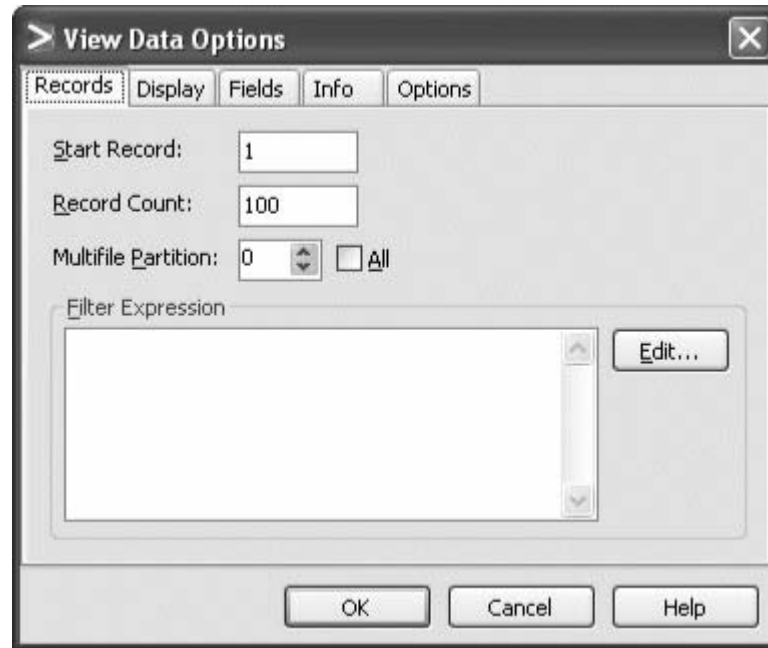 View Data Options
Records Display Fields Info Options
Start Record: 1
Record Count: 100
Multifile Partition: 0 All
Filter Expression
Edit...
OK Cancel Help